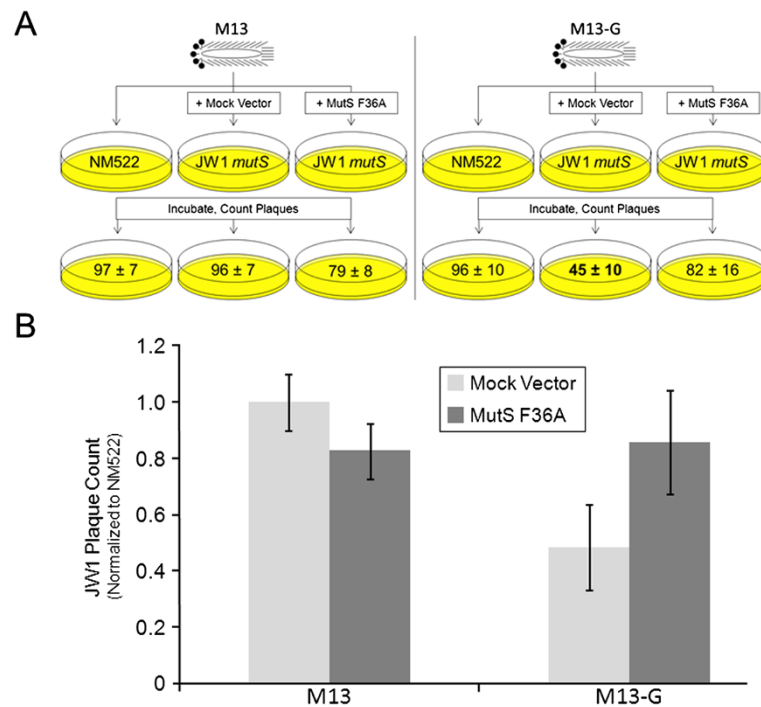 A
M13
M13-G
+ Mock Vector
+ MutS F36A
+ Mock Vector
+ MutS F36A
NM522
JW1 mutS
JW1 mutS
NM522
JW1 mutS
JW1 mutS
Incubate, Count Plaques
Incubate, Count Plaques
97 ± 7
96 ± 7
79 ± 8
96 ± 10
45 ± 10
82 ± 16
B
JW1 Plaque Count
(Normalized to NM522)
1.2
1.0
0.8
0.6
0.4
0.2
0
Mock Vector
MutS F36A
M13
M13-G